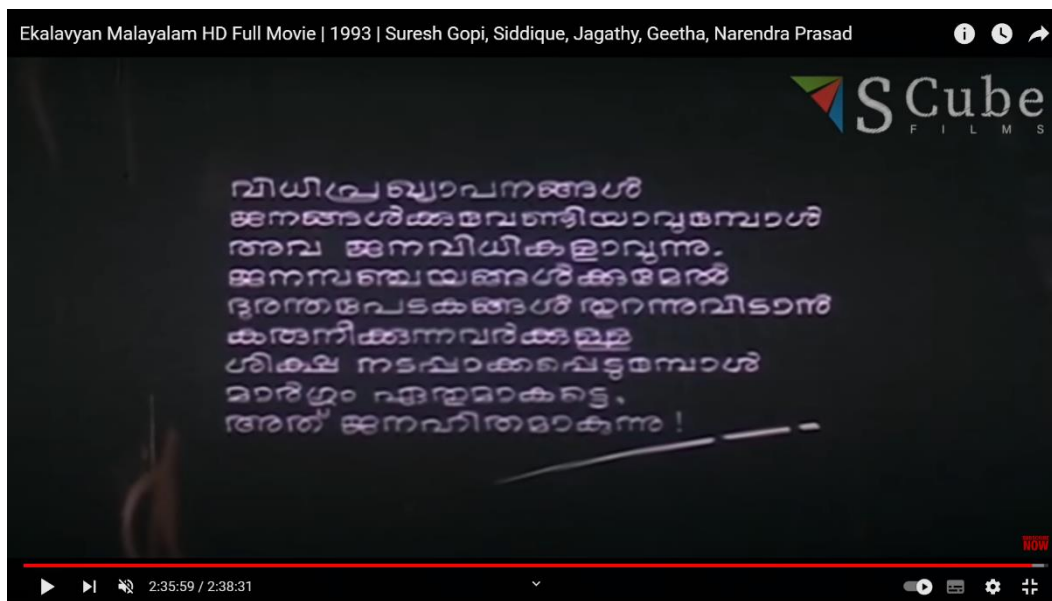 Ekalavyan Malayalam HD Full Movie | 1993 | Suresh Gopi, Siddique, Jagathy, Geetha, Narendra Prasad
S Cube
FILMS
വിധിപ്രഖ്യാപനങ്ങൾ
ജനങ്ങൾക്കുവേണ്ടിയാവുമ്പോൾ
അവ ജനവിധികളാവുന്നു.
ജനസഞ്ചയങ്ങൾക്കുമേൽ
ദുരന്തപേടകങ്ങൾ തുറന്നുവിടാൻ
കരുനീക്കുന്നവർക്കുള്ള
ശിക്ഷ നടപ്പാക്കപ്പെടുമ്പോൾ
മാർഗ്ഗം ഏതുമാകട്ടെ,
അത് ജനഹിതമാകുന്നു!
NOW
2:35:59 / 2:38:31